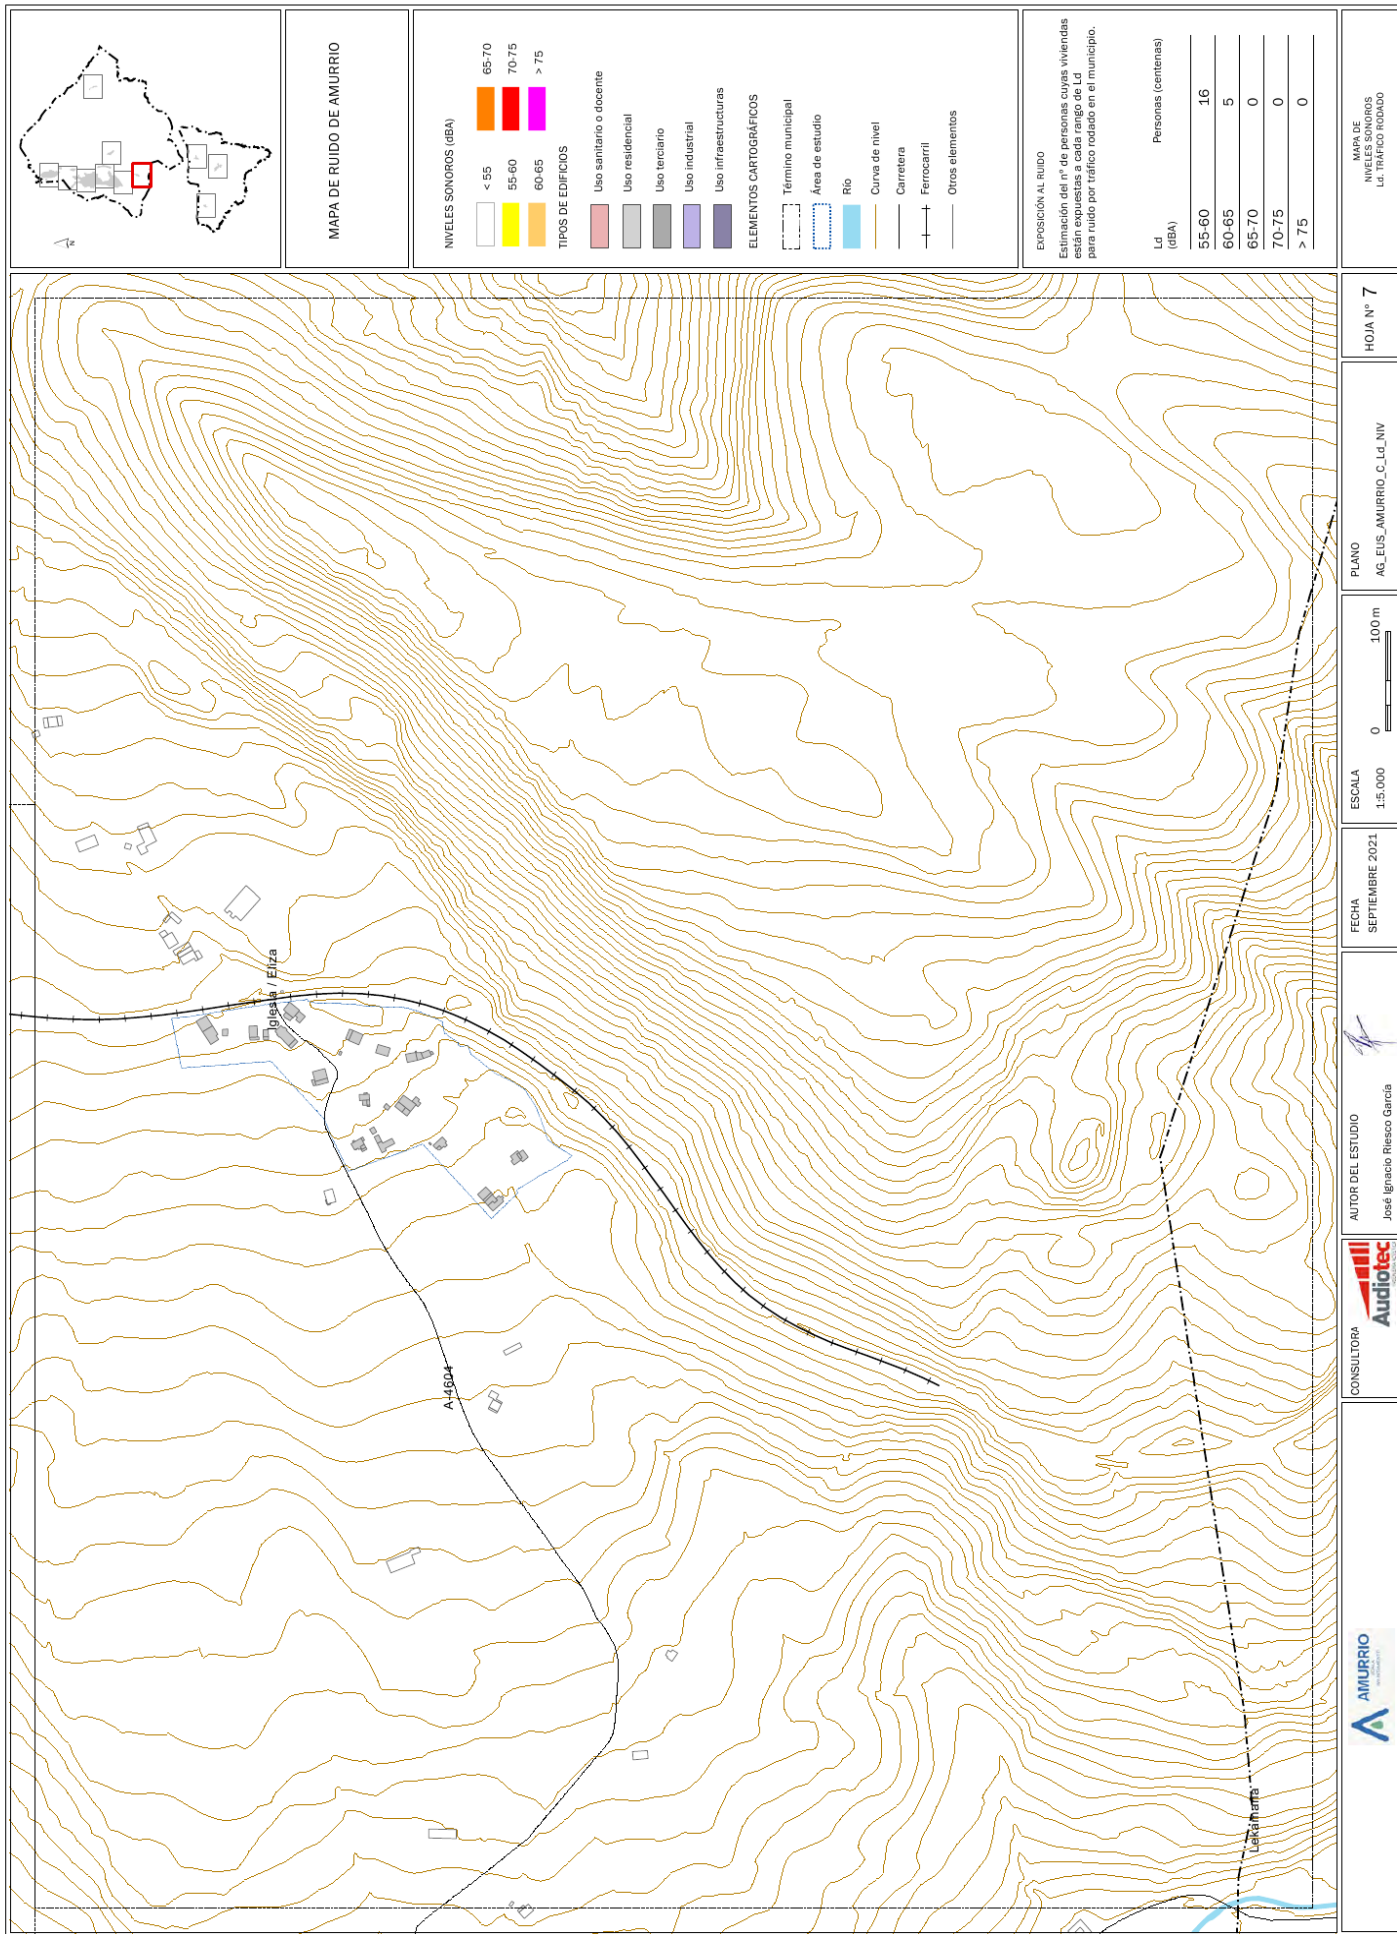 MAPA DE RUIDO DE AMURRIO
NIVELES SONOROS (dBA)
< 55
65-70
55-60
70-75
60-65
> 75
TIPOS DE EDIFICIOS
Uso sanitario o docente
Uso residencial
Uso terciario
Uso industrial
Uso infraestructuras
ELEMENTOS CARTOGRÁFICOS
Término municipal
Área de estudio
Río
Curva de nivel
Carretera
Ferrocarril
Otros elementos
EXPOSICIÓN AL RUIDO
Estimación del nº de personas cuyas viviendas
están expuestas a cada rango de Ld
para ruido por tráfico rodado en el municipio.
Ld
(dBA)
Personas (centenas)
55-60 16
60-65 5
65-70 0
70-75 0
> 75 0
MAPA DE
NIVELES SONOROS
Ld. TRÁFICO RODADO
N
Iglesia / Eliza
A-4604
Lekamaña
AMURRIO
CONSULTORA
Audiotec
AUTOR DEL ESTUDIO
José Ignacio Riesco García
FECHA
SEPTIEMBRE 2021
ESCALA
1:5.000
0 100 m
PLANO
AG_EUS_AMURRIO_C_Ld_NIV
HOJA Nº 7